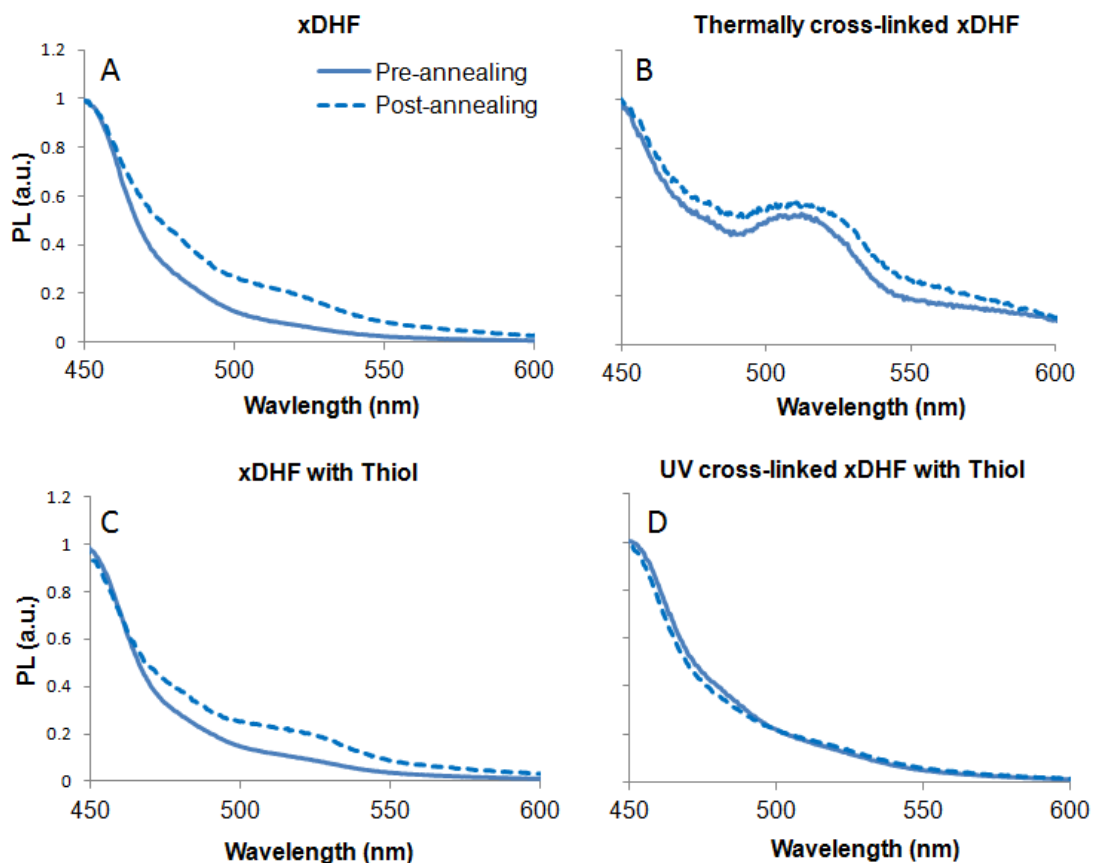 xDHF
Thermally cross-linked xDHF
A
Pre-annealing
Post-annealing
B
1.2
1
0.8
0.6
0.4
0.2
0
PL (a.u.)
450 500 550 600
Wavlength (nm)
450 500 550 600
Wavelength (nm)
xDHF with Thiol
UV cross-linked xDHF with Thiol
C
D
1.2
1
0.8
0.6
0.4
0.2
0
PL (a.u.)
450 500 550 600
Wavelength (nm)
450 500 550 600
Wavelength (nm)